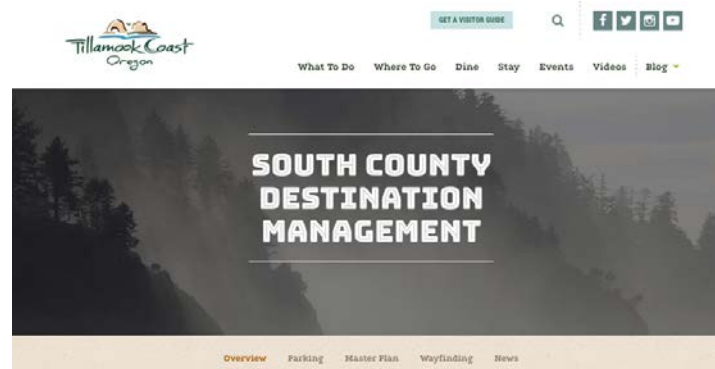 GET A VISITOR GUIDE
Tillamook Coast
Oregon
What To Do Where To Go Dine Stay Events Videos Blog
SOUTH COUNTY
DESTINATION
MANAGEMENT
Overview Parking Master Plan Wayfinding News